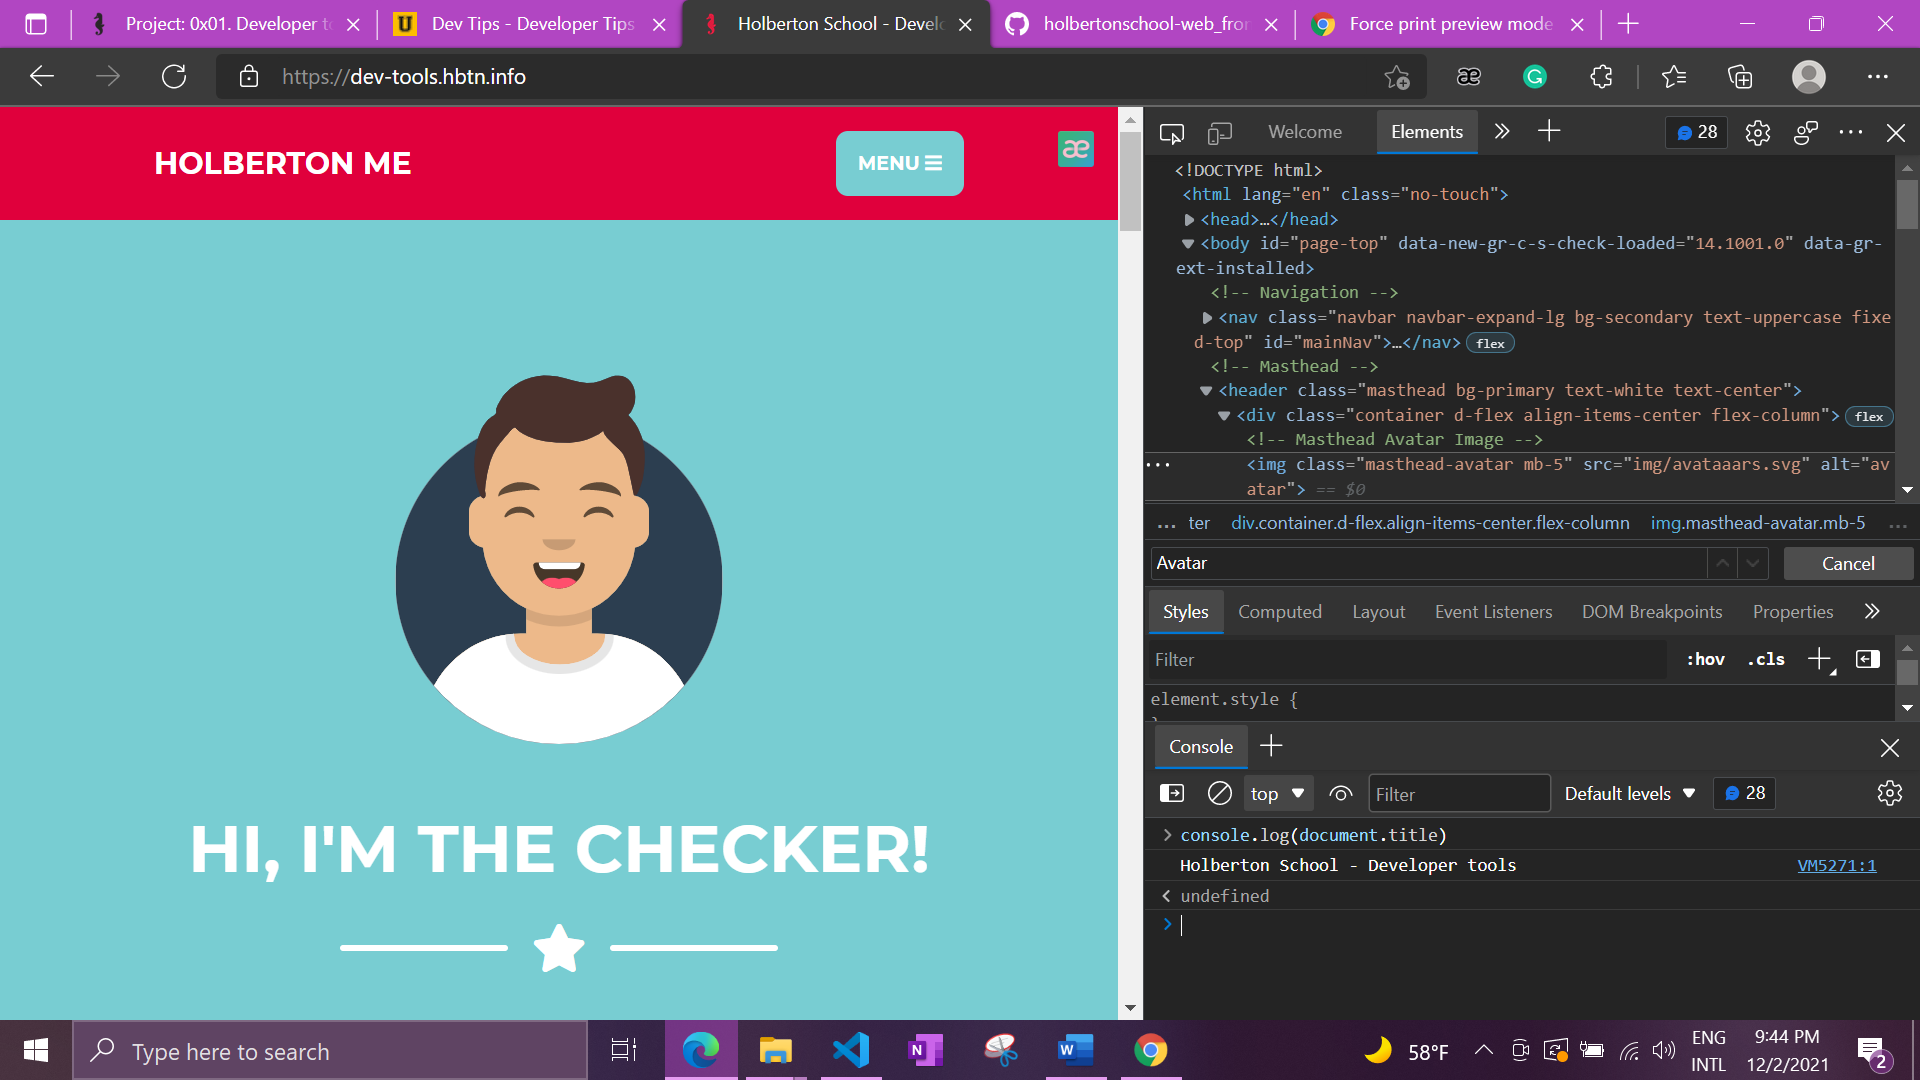 Project: 0x01. Developer to
Dev Tips - Developer Tips
Holberton School - Develo
holbertonschool-web_fron
Force print preview mode
https://dev-tools.hbtn.info
HOLBERTON ME
MENU
æ
HI, I'M THE CHECKER!
Welcome
Elements
28
<!DOCTYPE html>
<html lang="en" class="no-touch">
<head>…</head>
<body id="page-top" data-new-gr-c-s-check-loaded="14.1001.0" data-gr-
ext-installed>
<!-- Navigation -->
<nav class="navbar navbar-expand-lg bg-secondary text-uppercase fixe
d-top" id="mainNav">…</nav> flex
<!-- Masthead -->
<header class="masthead bg-primary text-white text-center">
<div class="container d-flex align-items-center flex-column"> flex
<!-- Masthead Avatar Image -->
<img class="masthead-avatar mb-5" src="img/avataaars.svg" alt="av
atar"> == $0
... ter div.container.d-flex.align-items-center.flex-column img.masthead-avatar.mb-5 ...
Avatar
Cancel
Styles Computed Layout Event Listeners DOM Breakpoints Properties
Filter
:hov .cls
element.style {
}
Console
top
Filter
Default levels
28
console.log(document.title)
Holberton School - Developer tools VM5271:1
undefined
Type here to search
58°F
ENG
INTL
9:44 PM
12/2/2021
2